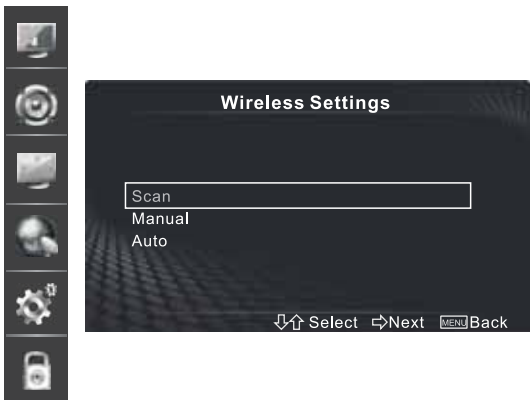 Wireless Settings
Scan
Manual
Auto
⇩⇧ Select ⇨Next MENU Back